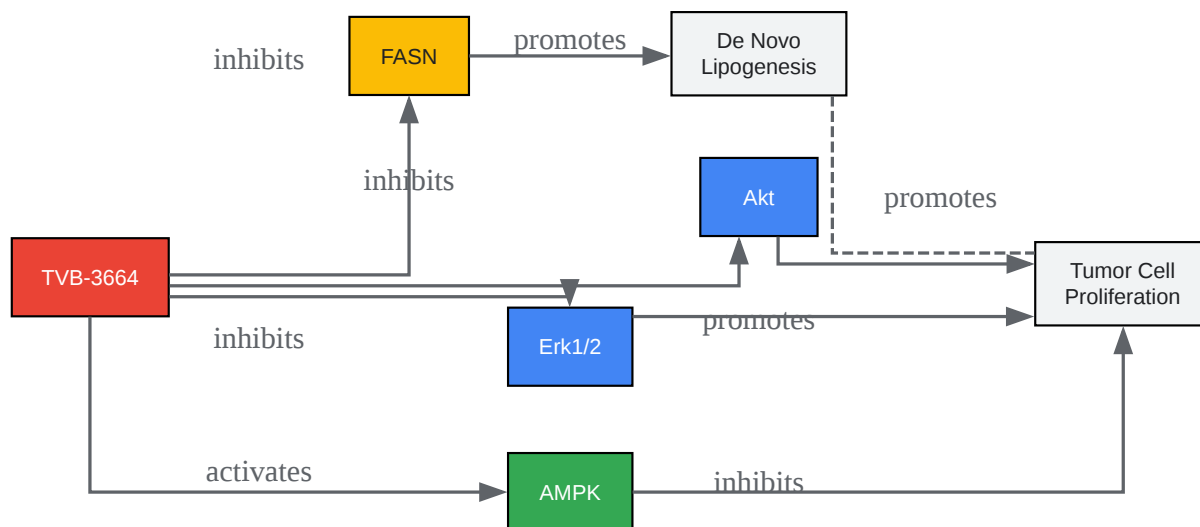 promotes
De Novo
Lipogenesis
inhibits
FASN
inhibits
Akt
promotes
TVB-3664
Tumor Cell
Proliferation
inhibits
promotes
Erk1/2
activates
inhibits
AMPK